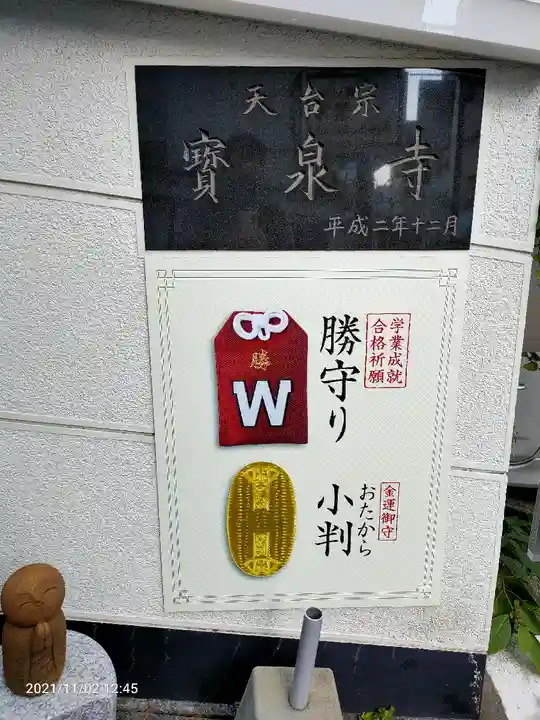 天台宗
寳泉寺
平成二年十二月
学業成就
合格祈願
勝守り
勝
W
金運御守
おたから
小判
2021/11/02 12:45